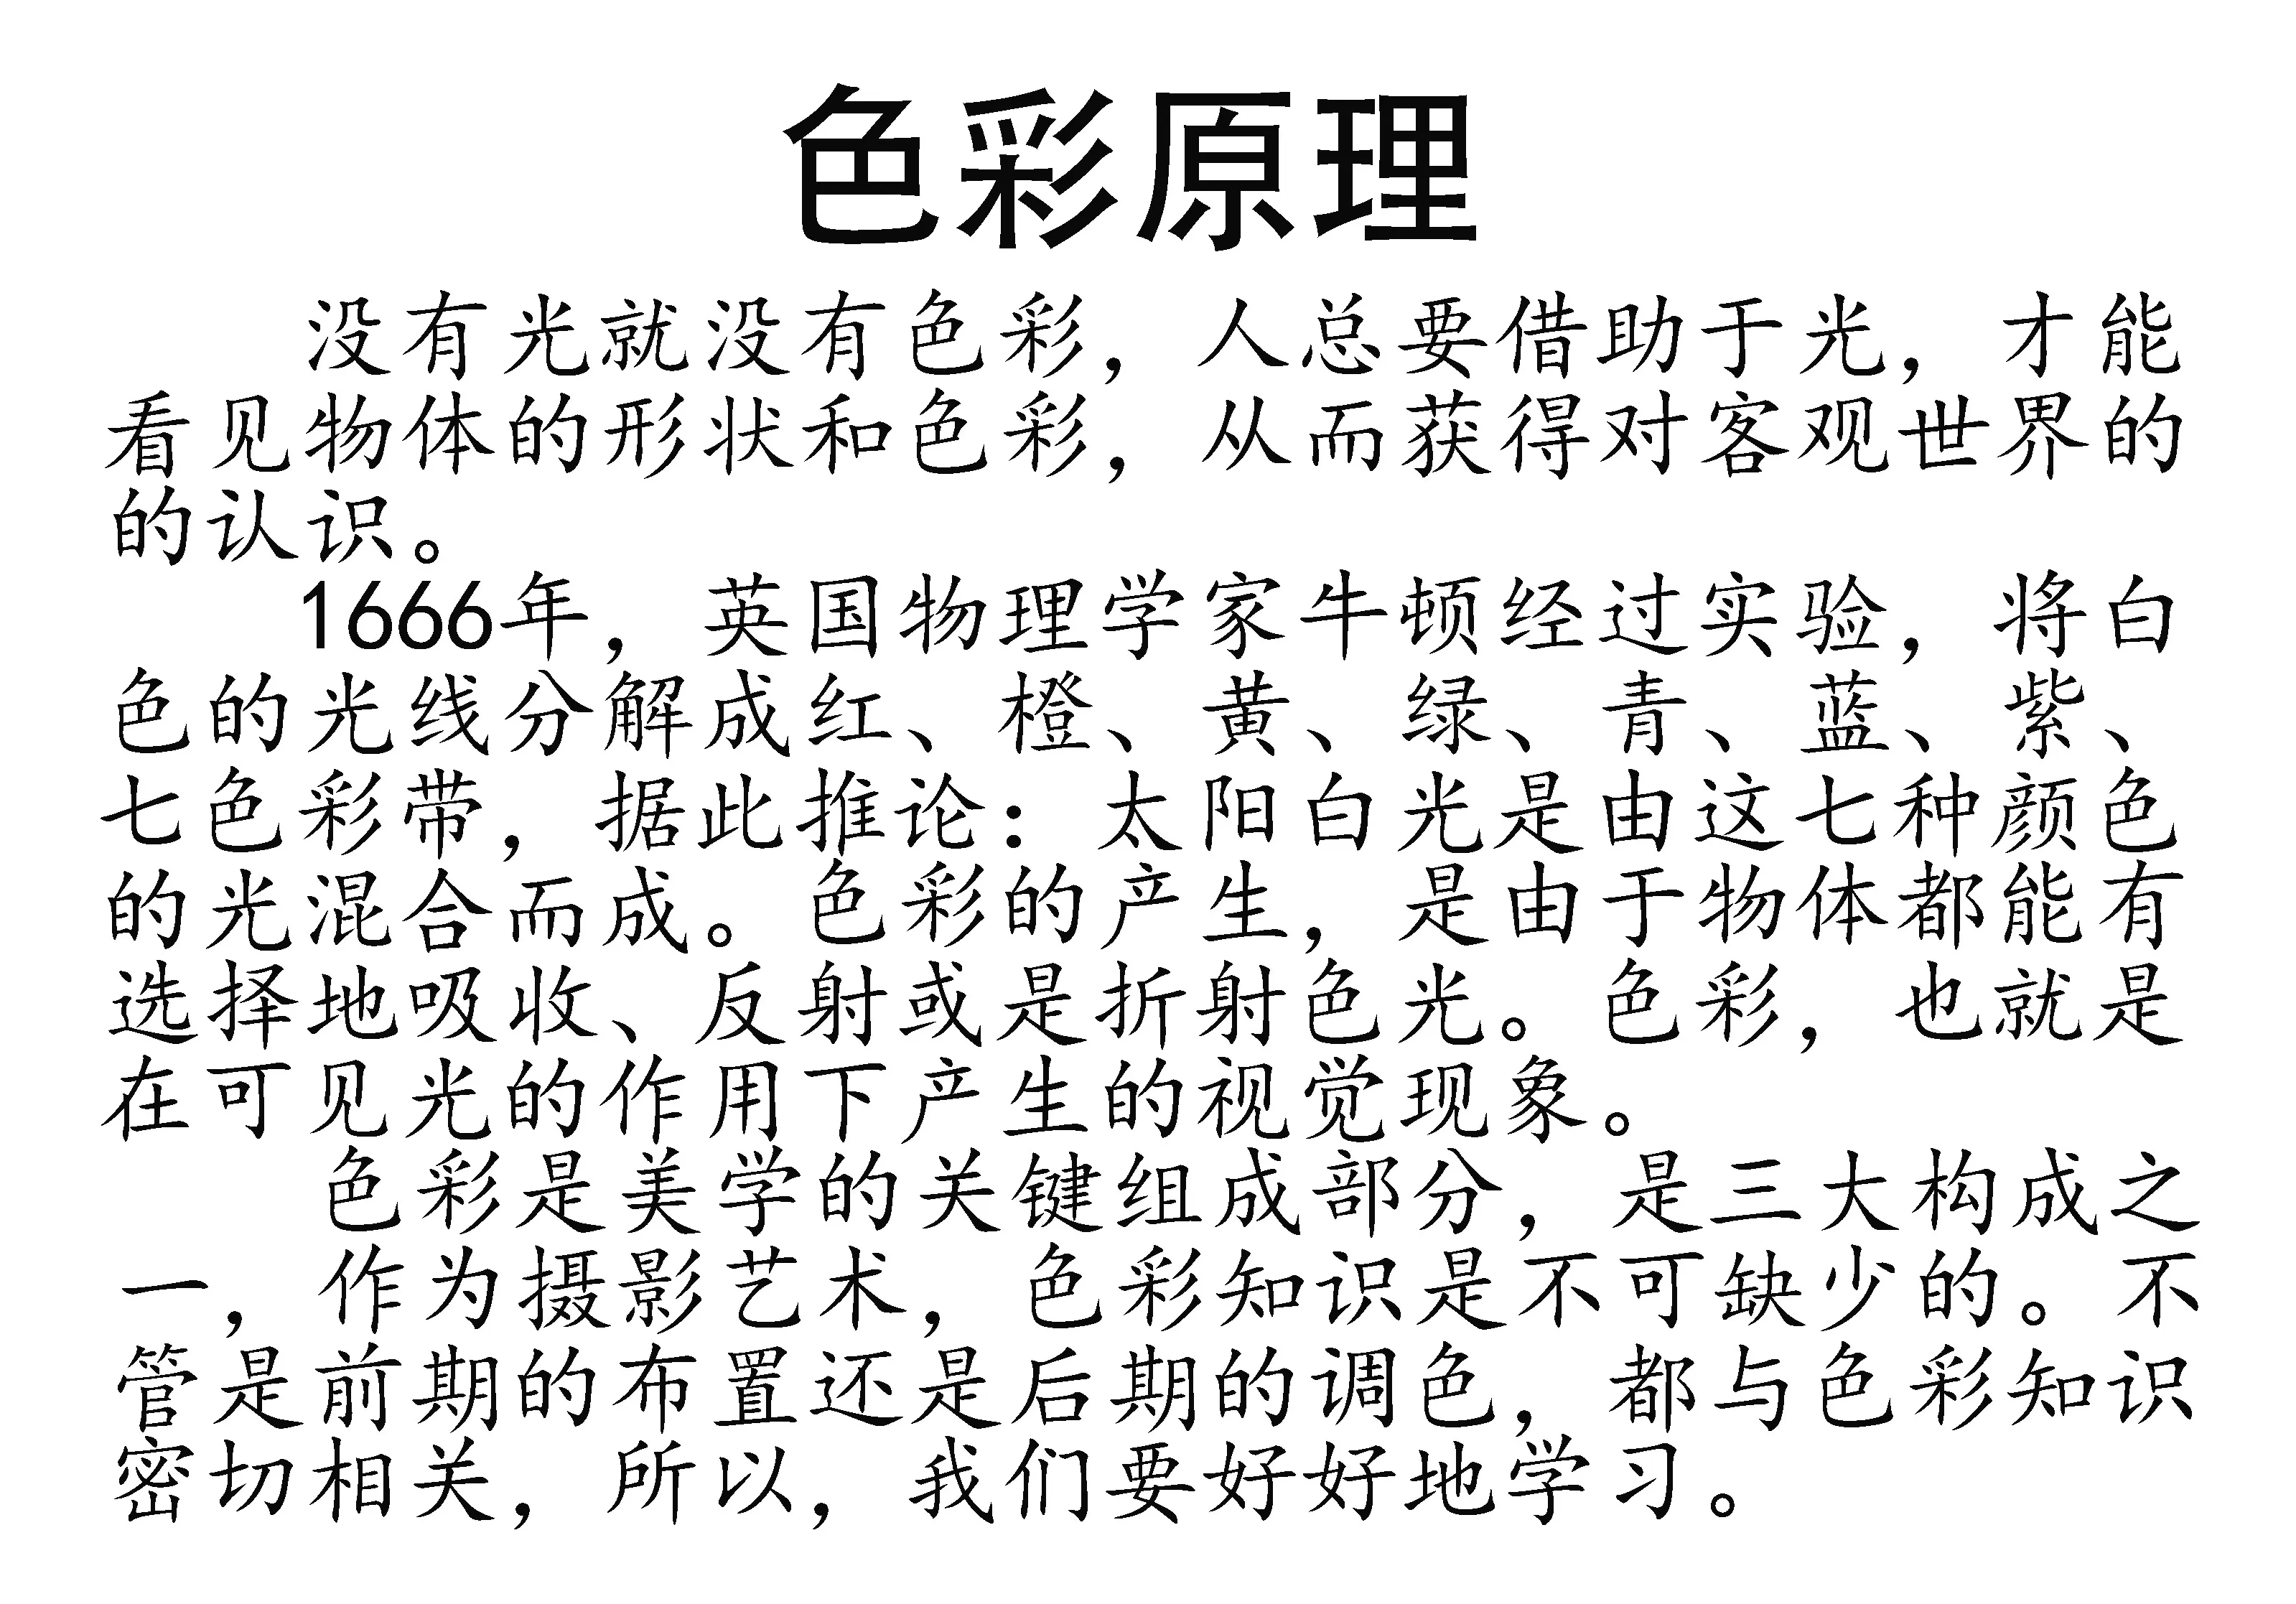 色彩原理
没有光就没有色彩，人总要借助于光，才能
看见物体的形状和色彩，从而获得对客观世界的
的认识。
1666年，英国物理学家牛顿经过实验，将白
色的光线分解成红、橙、黄、绿、青、蓝、紫、
七色彩带，据此推论：太阳白光是由这七种颜色
的光混合而成。色彩的产生，是由于物体都能有
选择地吸收、反射或是折射色光。色彩，也就是
在可见光的作用下产生的视觉现象。
色彩是美学的关键组成部分，是三大构成之
一，作为摄影艺术，色彩知识是不可缺少的。不
管是前期的布置还是后期的调色，都与色彩知识
密切相关，所以，我们要好好地学习。